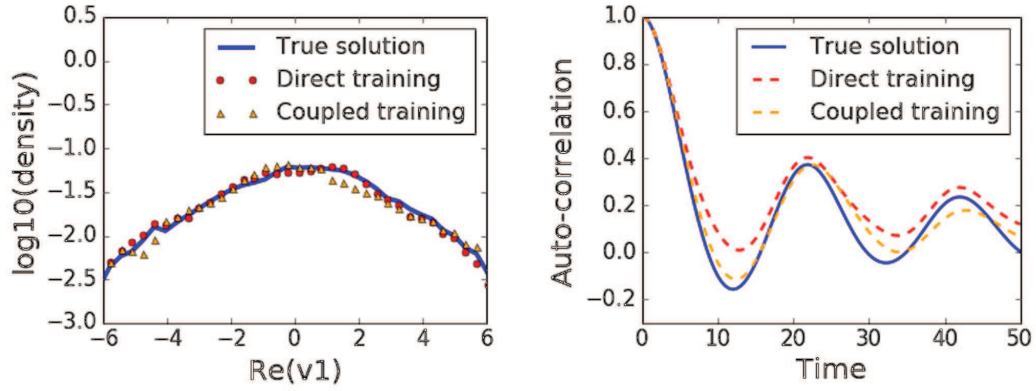 0.5
0.0
−0.5
−1.0
−1.5
−2.0
−2.5
−3.0
log10(density)
True solution
Direct training
Coupled training
−6 −4 −2 0 2 4 6
Re(v1)
1.0
0.8
0.6
0.4
0.2
0.0
−0.2
Auto-correlation
True solution
Direct training
Coupled training
0 10 20 30 40 50
Time